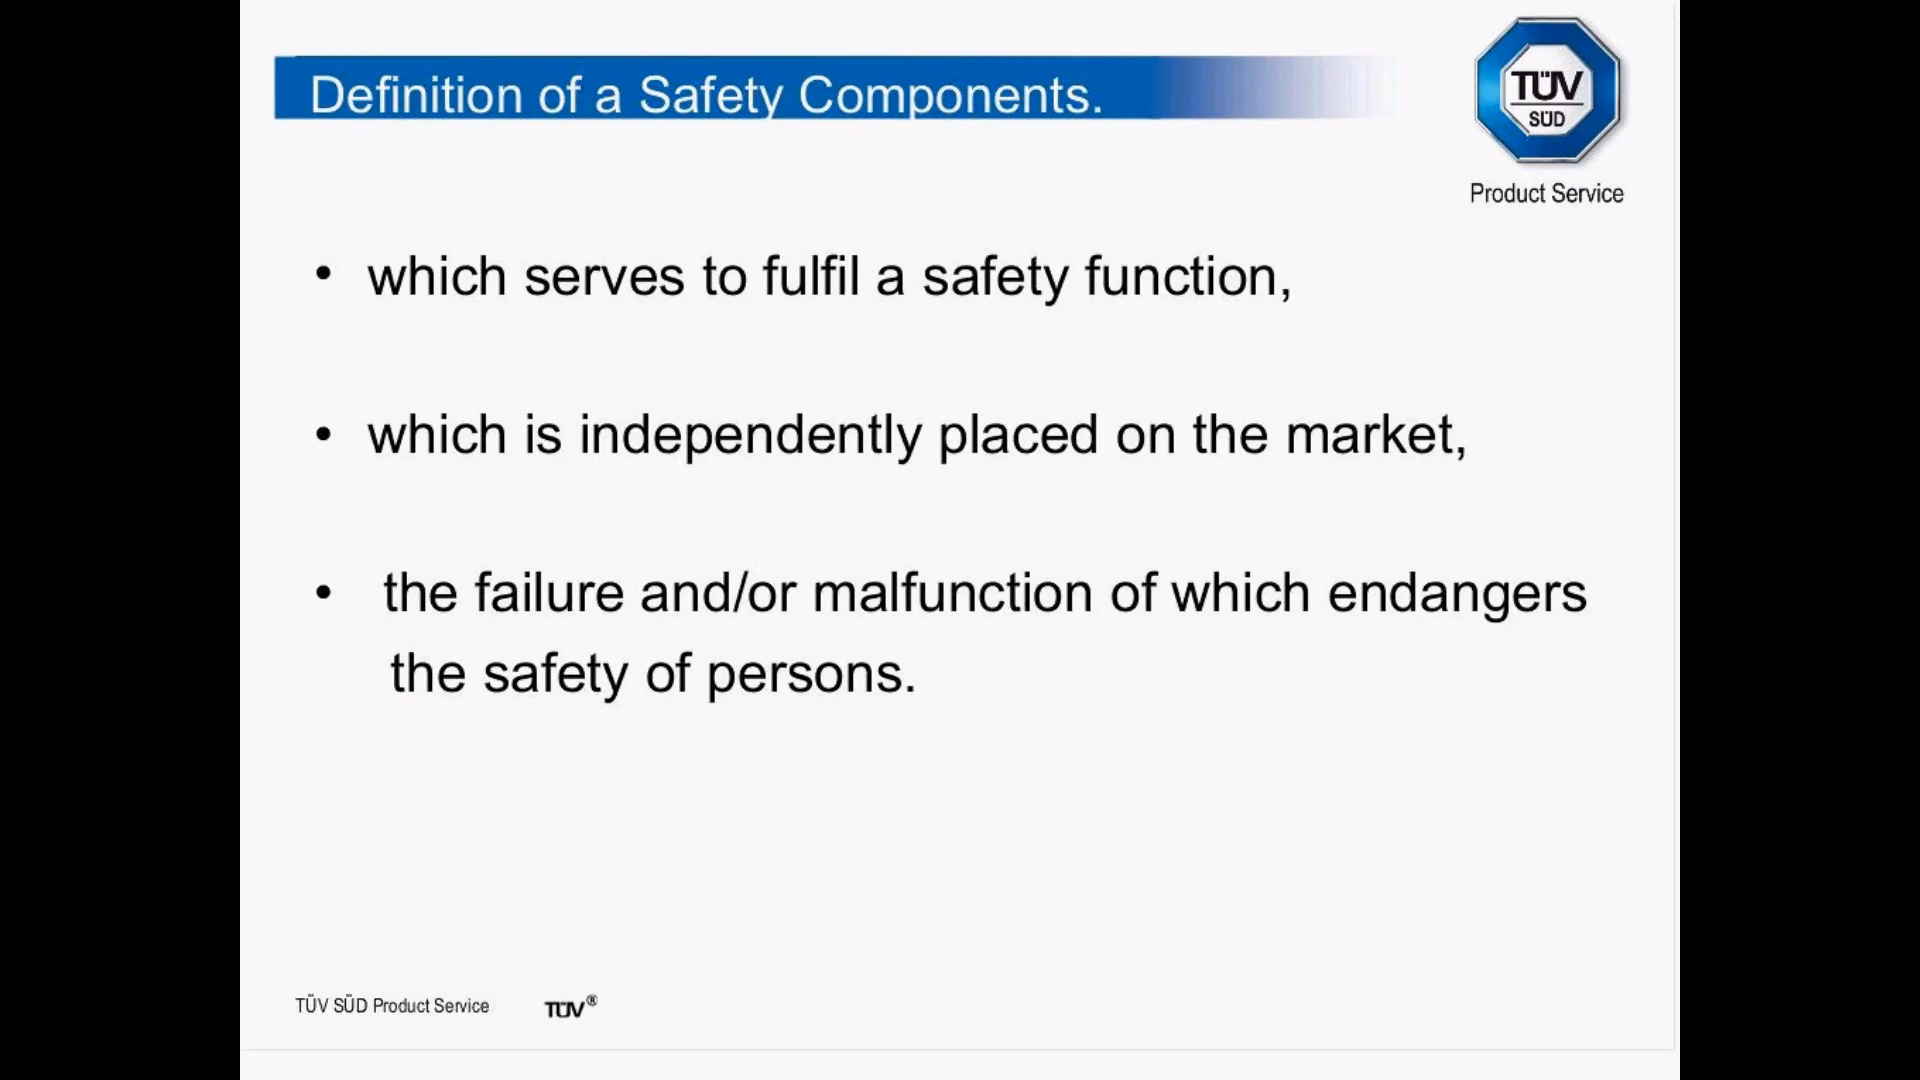 Definition of a Safety Components.
TÜV
SÜD
Product Service
• which serves to fulfil a safety function,
• which is independently placed on the market,
• the failure and/or malfunction of which endangers
the safety of persons.
TÜV SÜD Product Service TÜV®